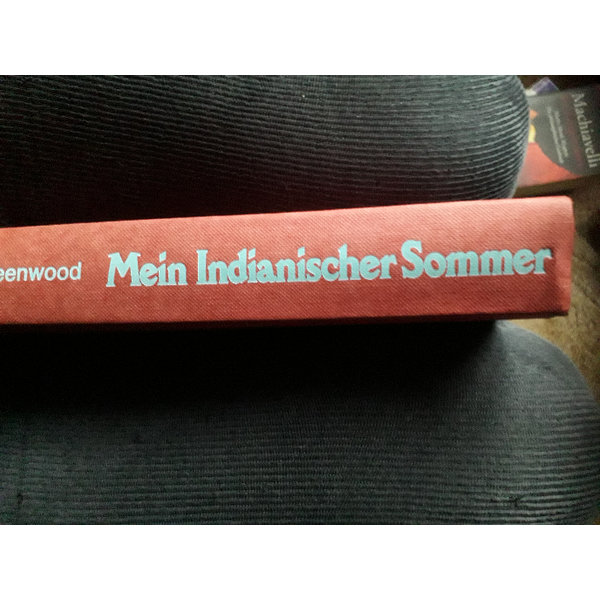 eenwood Mein Indianischer Sommer
Machiavelli